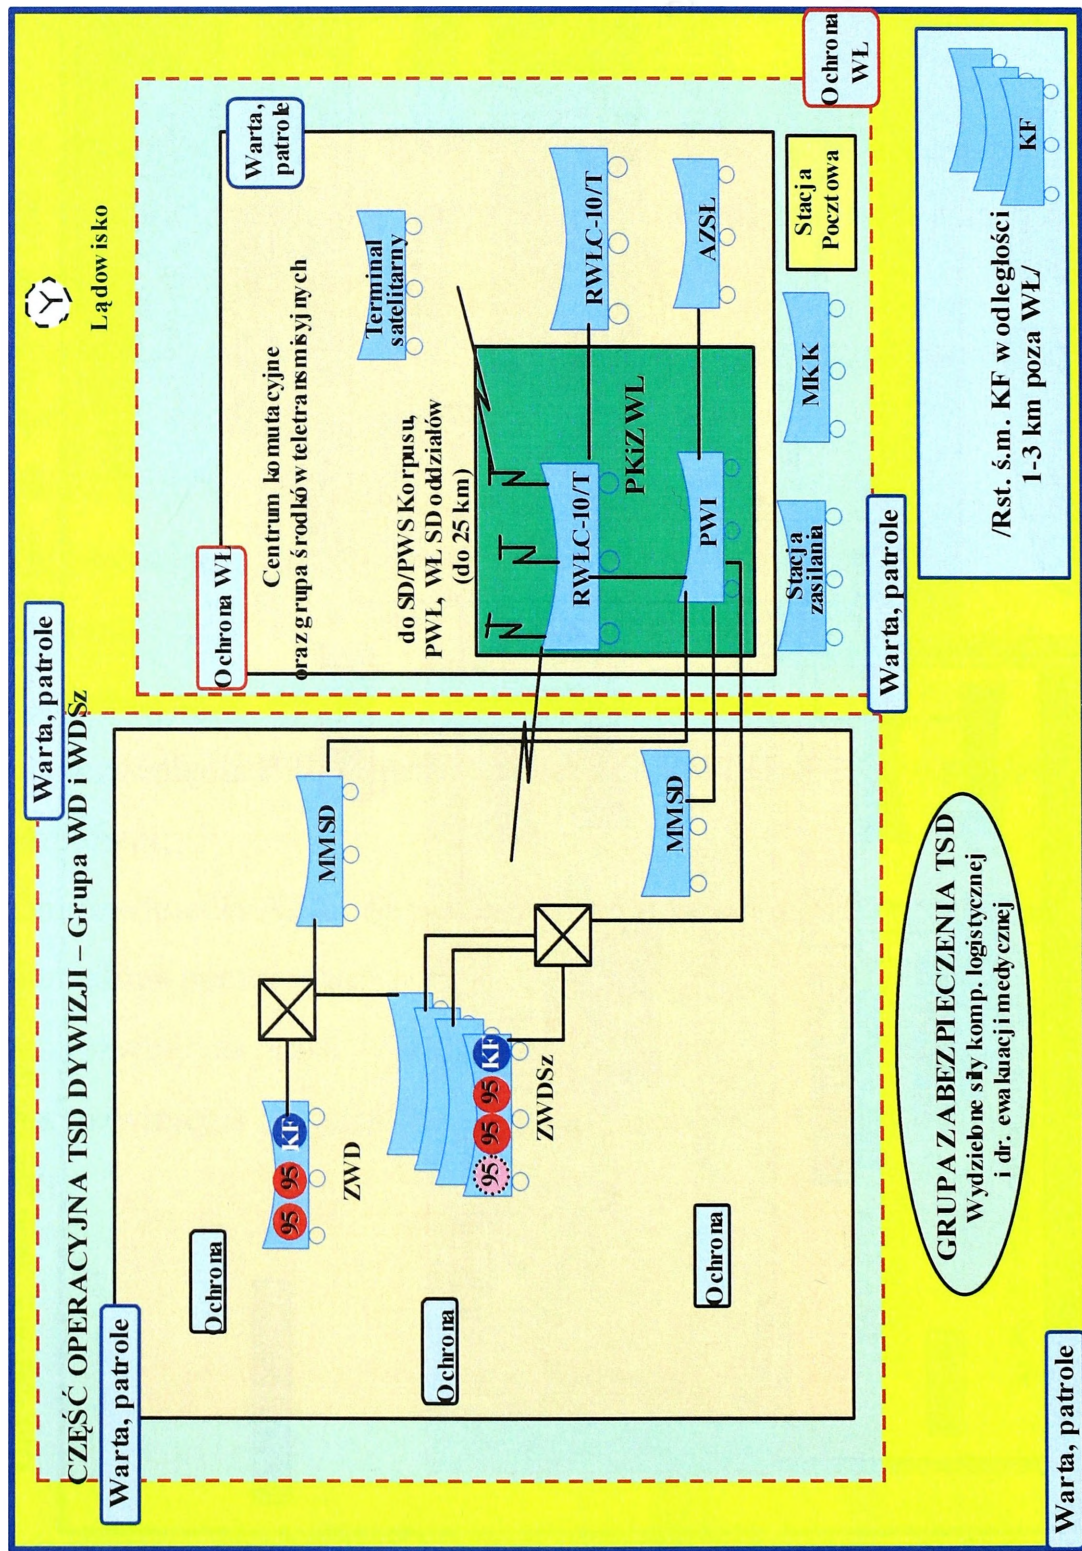 Lądowisko
Warta, patrole
CZĘŚĆ OPERACYJNA TSD DYWIZJI – Grupa WD i WDSz
Warta, patrole
Ochrona
95
95
KF
ZWD
MMSD
Ochrona
95
95
95
KF
ZWDSz
Ochrona
MMSD
Ochrona WŁ
Warta,
patrole
Centrum komutacyjne
oraz grupa środków teletransmisyjnych
Terminal
satelitarny
do SD/PWS Korpusu,
PWŁ, WŁ SD oddziałów
(do 25 km)
RWŁC-10/T
RWŁC-10/T
PKiZWŁ
PWI
AZSŁ
Stacja
zasilania
MKK
Stacja
Pocztowa
Ochrona
WŁ
Warta, patrole
GRUPA ZABEZPIECZENIA TSD
Wydzielone siły komp. logistycznej
i dr. ewakuacji medycznej
/Rst. ś.m. KF w odległości
1-3 km poza WŁ/
KF
Warta, patrole